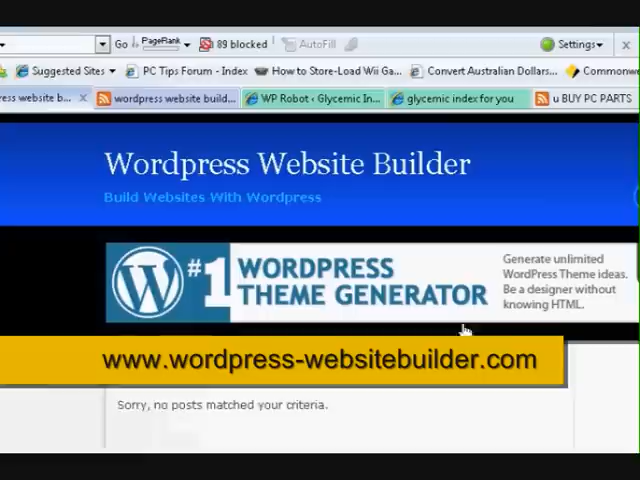 Go PageRank 89 blocked AutoFill Settings x
Suggested Sites PC Tips Forum - Index How to Store-Load Wii Ga... Convert Australian Dollars... Commonw
ress website b... x wordpress website build... WP Robot ‹ Glycemic In... glycemic index for you u BUY PC PARTS
Wordpress Website Builder
Build Websites With Wordpress
#1 WORDPRESS
THEME GENERATOR
Generate unlimited
WordPress Theme ideas.
Be a designer without
knowing HTML.
www.wordpress-websitebuilder.com
Sorry, no posts matched your criteria.